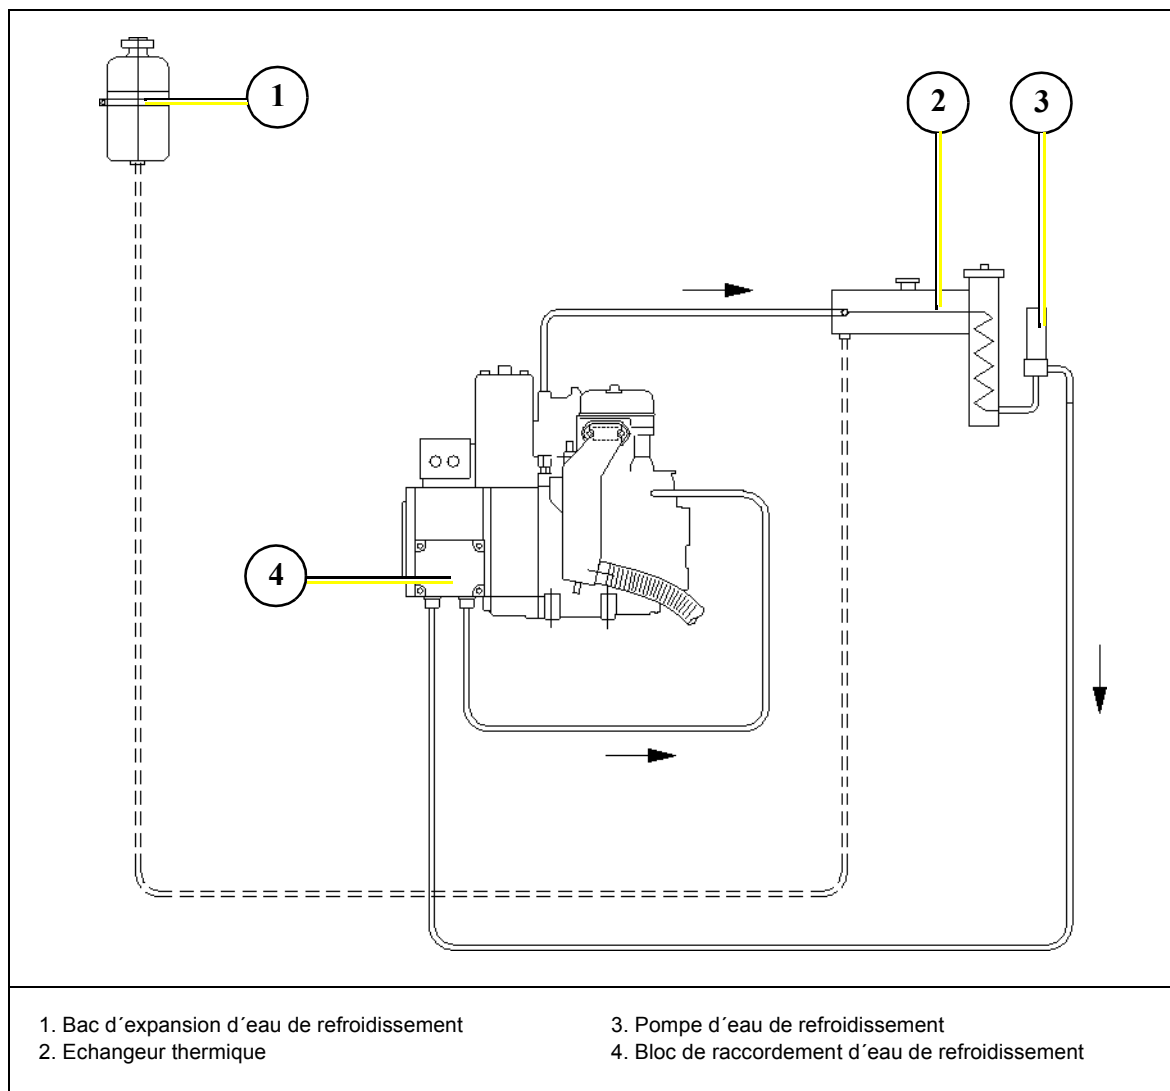 1
2
3
4
1. Bac d´expansion d´eau de refroidissement
2. Echangeur thermique
3. Pompe d´eau de refroidissement
4. Bloc de raccordement d´eau de refroidissement